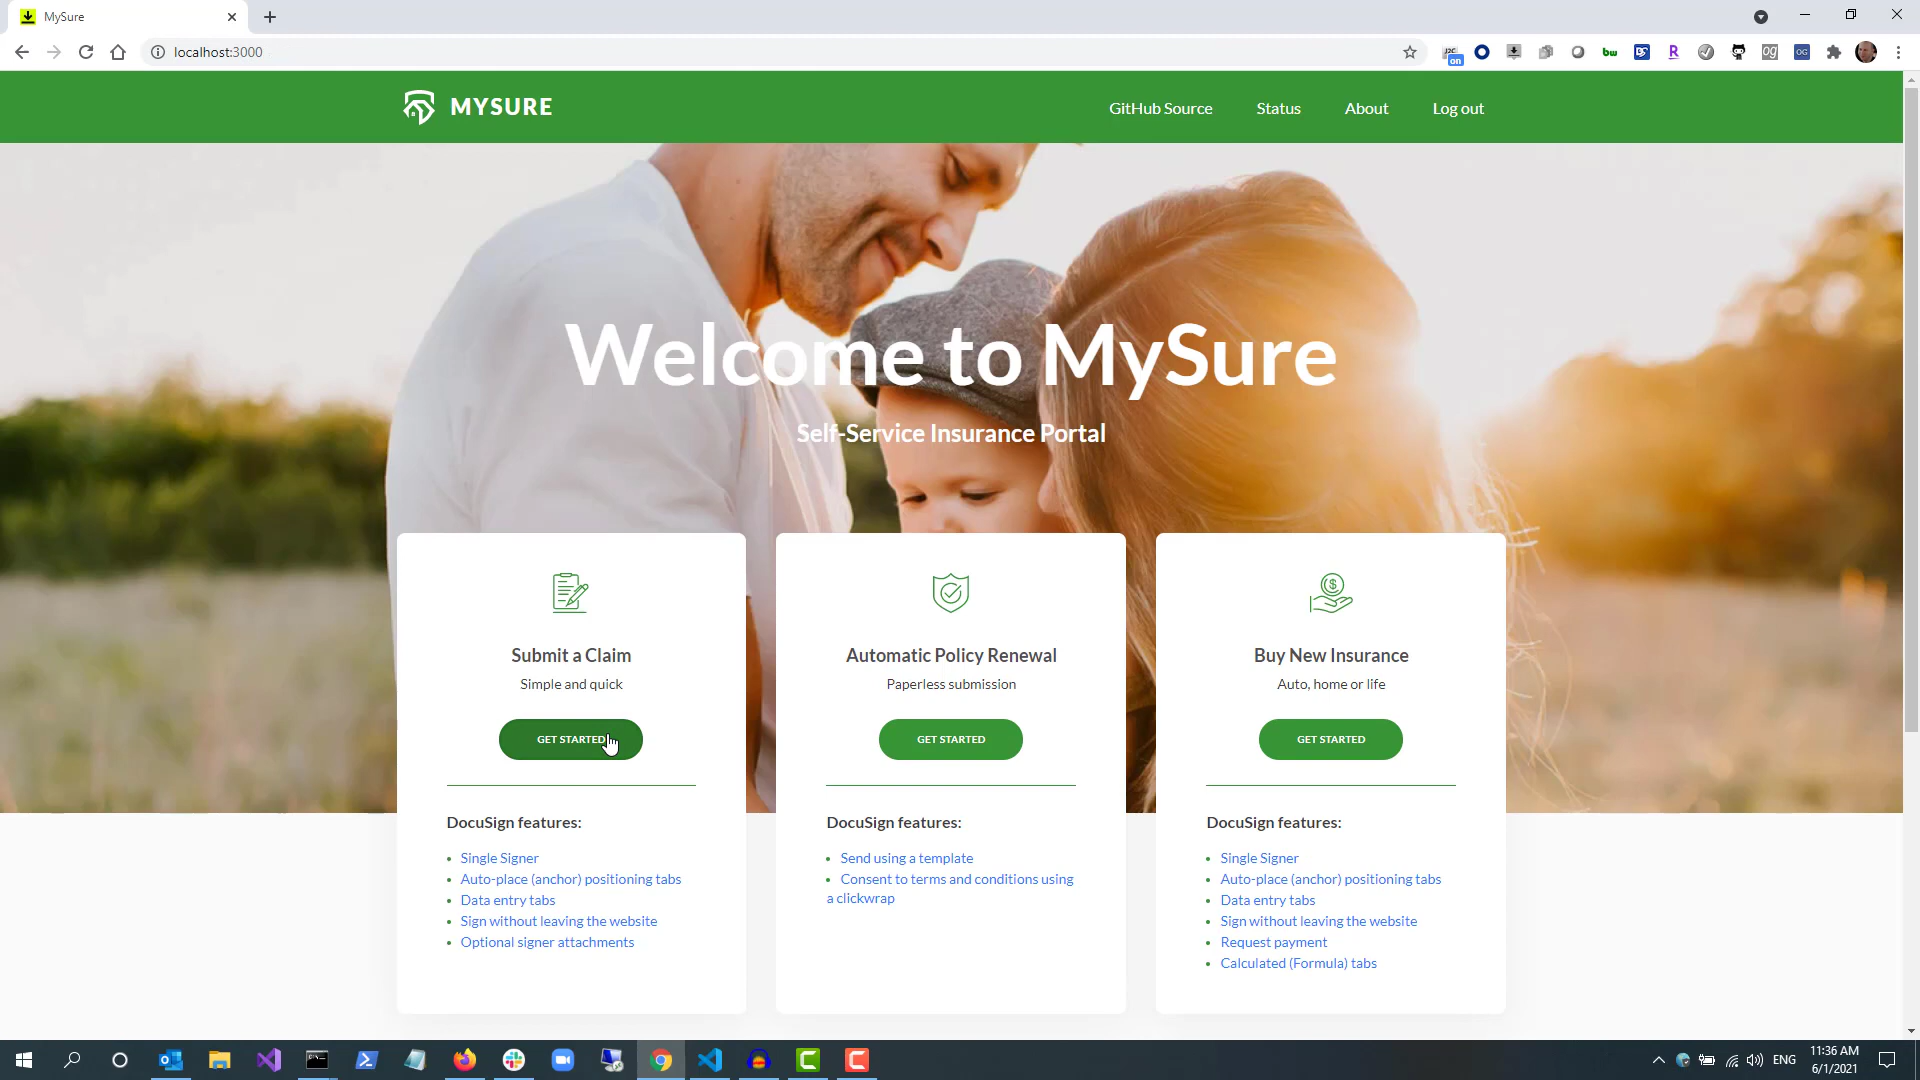 MySure
localhost:3000
J2C
on
bw
R
og
OG
MYSURE
GitHub Source
Status
About
Log out
Welcome to MySure
Self-Service Insurance Portal
Submit a Claim
Simple and quick
GET STARTED
DocuSign features:
Single Signer
Auto-place (anchor) positioning tabs
Data entry tabs
Sign without leaving the website
Optional signer attachments
Automatic Policy Renewal
Paperless submission
GET STARTED
DocuSign features:
Send using a template
Consent to terms and conditions using
a clickwrap
Buy New Insurance
Auto, home or life
GET STARTED
DocuSign features:
Single Signer
Auto-place (anchor) positioning tabs
Data entry tabs
Sign without leaving the website
Request payment
Calculated (Formula) tabs
ENG
11:36 AM
6/1/2021